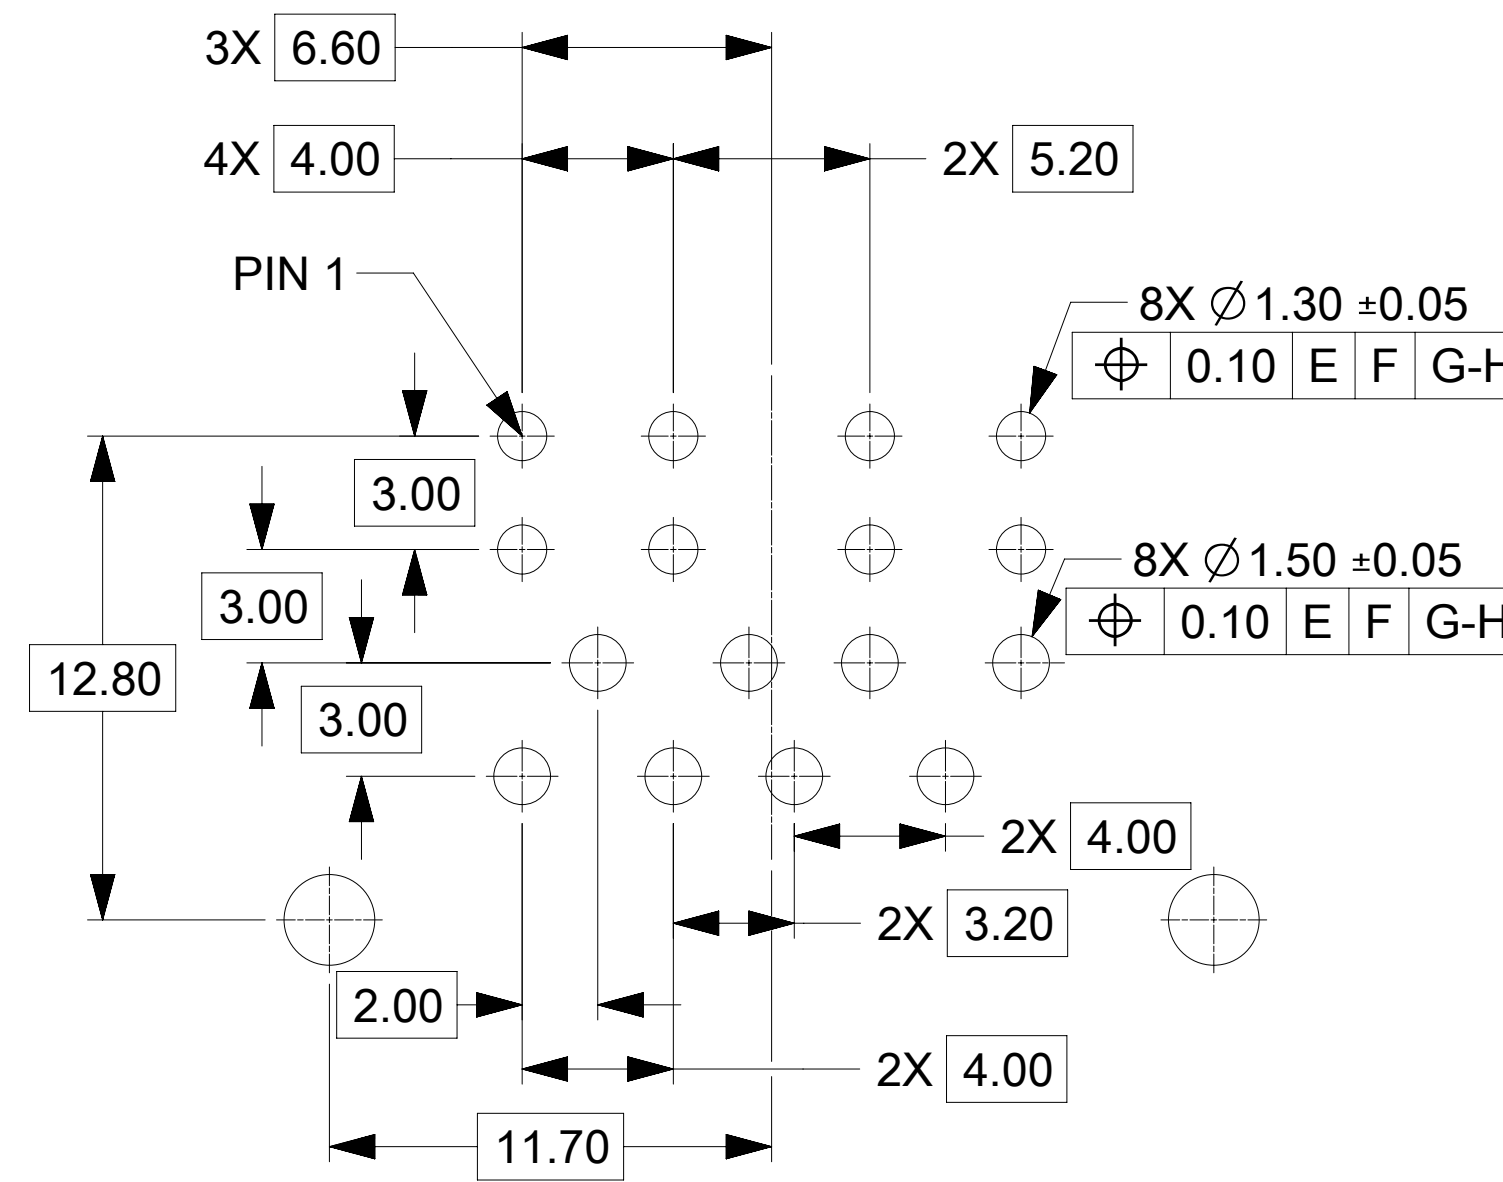 3X 6.60
4X 4.00
2X 5.20
PIN 1
8X ∅1.30 ±0.05
⌖ 0.10 E F G-H
3.00
8X ∅1.50 ±0.05
⌖ 0.10 E F G-H
3.00
12.80
3.00
2X 4.00
2X 3.20
2.00
2X 4.00
11.70